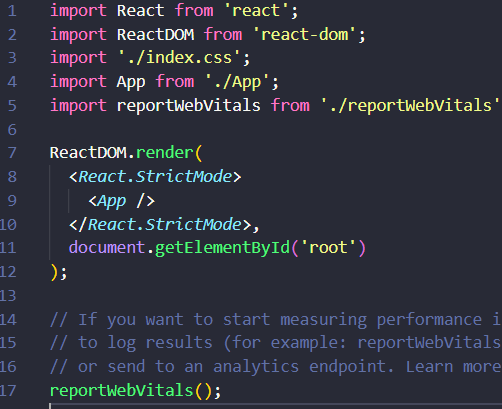 1 import React from 'react';
2 import ReactDOM from 'react-dom';
3 import './index.css';
4 import App from './App';
5 import reportWebVitals from './reportWebVitals'
6
7 ReactDOM.render(
8 <React.StrictMode>
9 <App />
10 </React.StrictMode>,
11 document.getElementById('root')
12 );
13
14 // If you want to start measuring performance i
15 // to log results (for example: reportWebVitals
16 // or send to an analytics endpoint. Learn more
17 reportWebVitals();